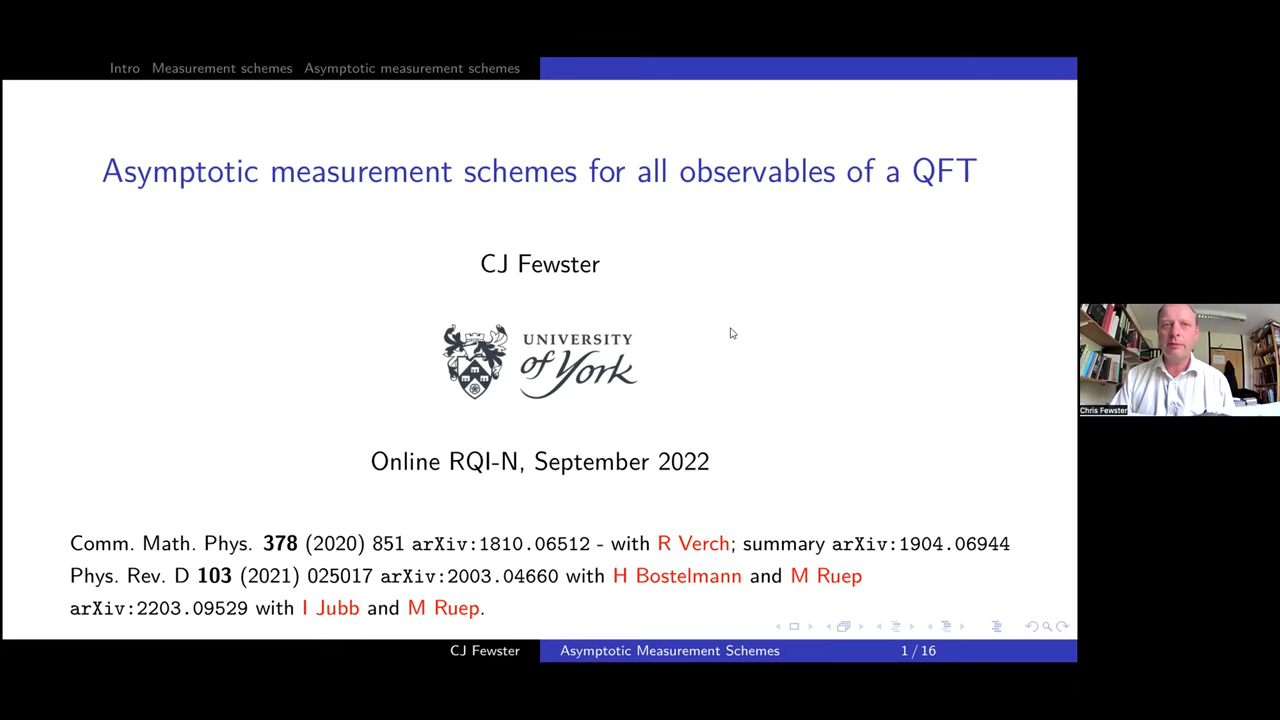 Intro Measurement schemes Asymptotic measurement schemes
Asymptotic measurement schemes for all observables of a QFT
CJ Fewster
UNIVERSITY
of York
Online RQI-N, September 2022
Comm. Math. Phys. 378 (2020) 851 arXiv:1810.06512 - with R Verch; summary arXiv:1904.06944
Phys. Rev. D 103 (2021) 025017 arXiv:2003.04660 with H Bostelmann and M Ruep
arXiv:2203.09529 with I Jubb and M Ruep.
CJ Fewster Asymptotic Measurement Schemes 1 / 16
Chris Fewster